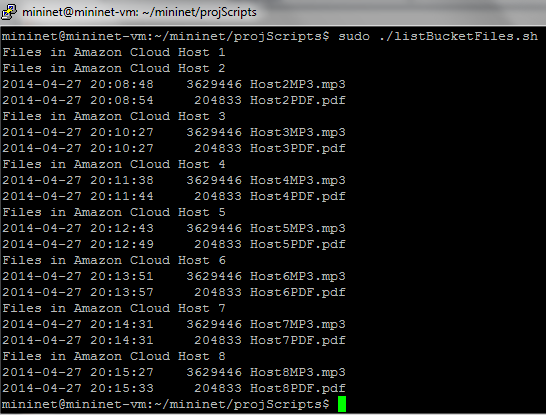 mininet@mininet-vm: ~/mininet/projScripts
mininet@mininet-vm:~/mininet/projScripts$ sudo ./listBucketFiles.sh
Files in Amazon Cloud Host 1
Files in Amazon Cloud Host 2
2014-04-27 20:08:48    3629446 Host2MP3.mp3
2014-04-27 20:08:54     204833 Host2PDF.pdf
Files in Amazon Cloud Host 3
2014-04-27 20:10:27    3629446 Host3MP3.mp3
2014-04-27 20:10:27     204833 Host3PDF.pdf
Files in Amazon Cloud Host 4
2014-04-27 20:11:38    3629446 Host4MP3.mp3
2014-04-27 20:11:44     204833 Host4PDF.pdf
Files in Amazon Cloud Host 5
2014-04-27 20:12:43    3629446 Host5MP3.mp3
2014-04-27 20:12:49     204833 Host5PDF.pdf
Files in Amazon Cloud Host 6
2014-04-27 20:13:51    3629446 Host6MP3.mp3
2014-04-27 20:13:57     204833 Host6PDF.pdf
Files in Amazon Cloud Host 7
2014-04-27 20:14:31    3629446 Host7MP3.mp3
2014-04-27 20:14:31     204833 Host7PDF.pdf
Files in Amazon Cloud Host 8
2014-04-27 20:15:27    3629446 Host8MP3.mp3
2014-04-27 20:15:33     204833 Host8PDF.pdf
mininet@mininet-vm:~/mininet/projScripts$